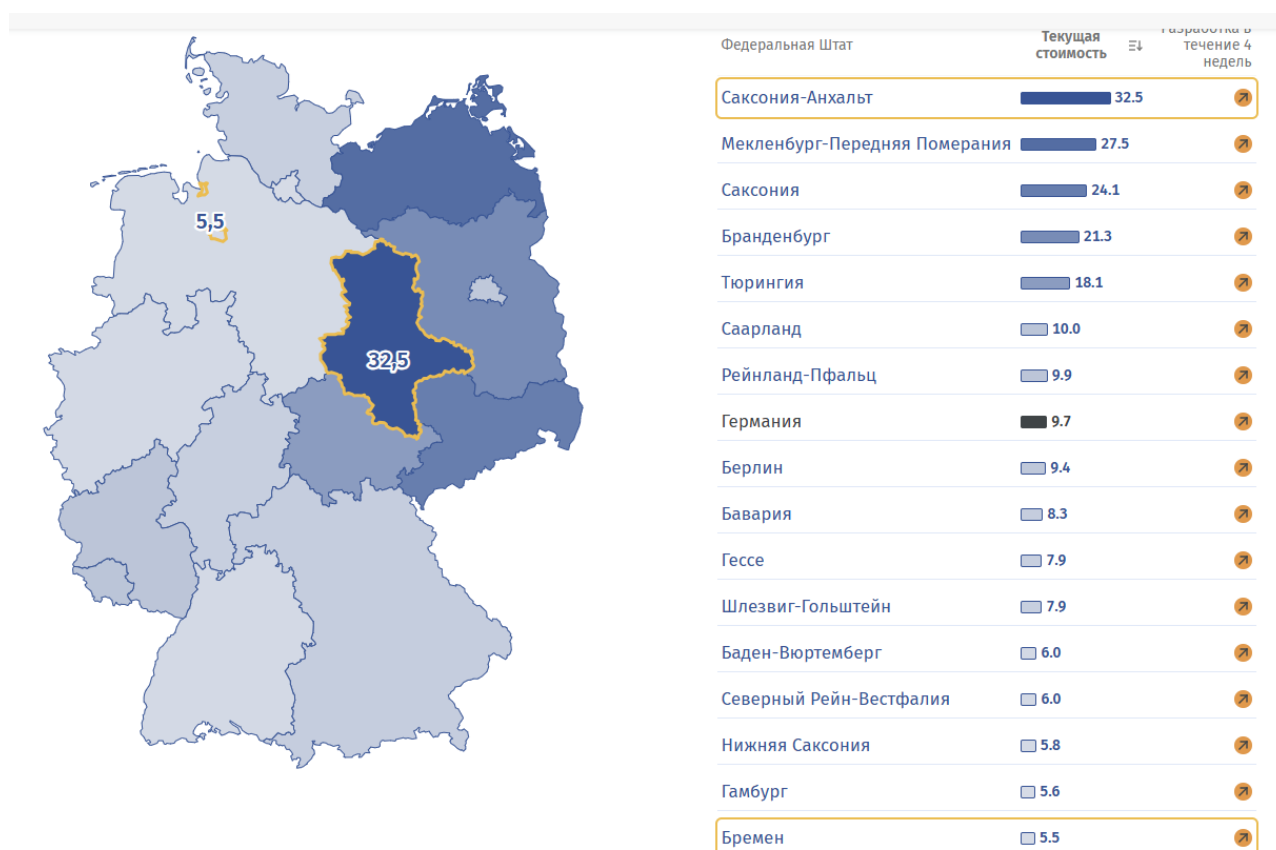 Федеральная Штат
Текущая
стоимость
Разработка в
течение 4
недель
Саксония-Анхальт 32.5
Мекленбург-Передняя Померания 27.5
Саксония 24.1
Бранденбург 21.3
Тюрингия 18.1
Саарланд 10.0
Рейнланд-Пфальц 9.9
Германия 9.7
Берлин 9.4
Бавария 8.3
Гессе 7.9
Шлезвиг-Гольштейн 7.9
Баден-Вюртемберг 6.0
Северный Рейн-Вестфалия 6.0
Нижняя Саксония 5.8
Гамбург 5.6
Бремен 5.5
5,5
32,5